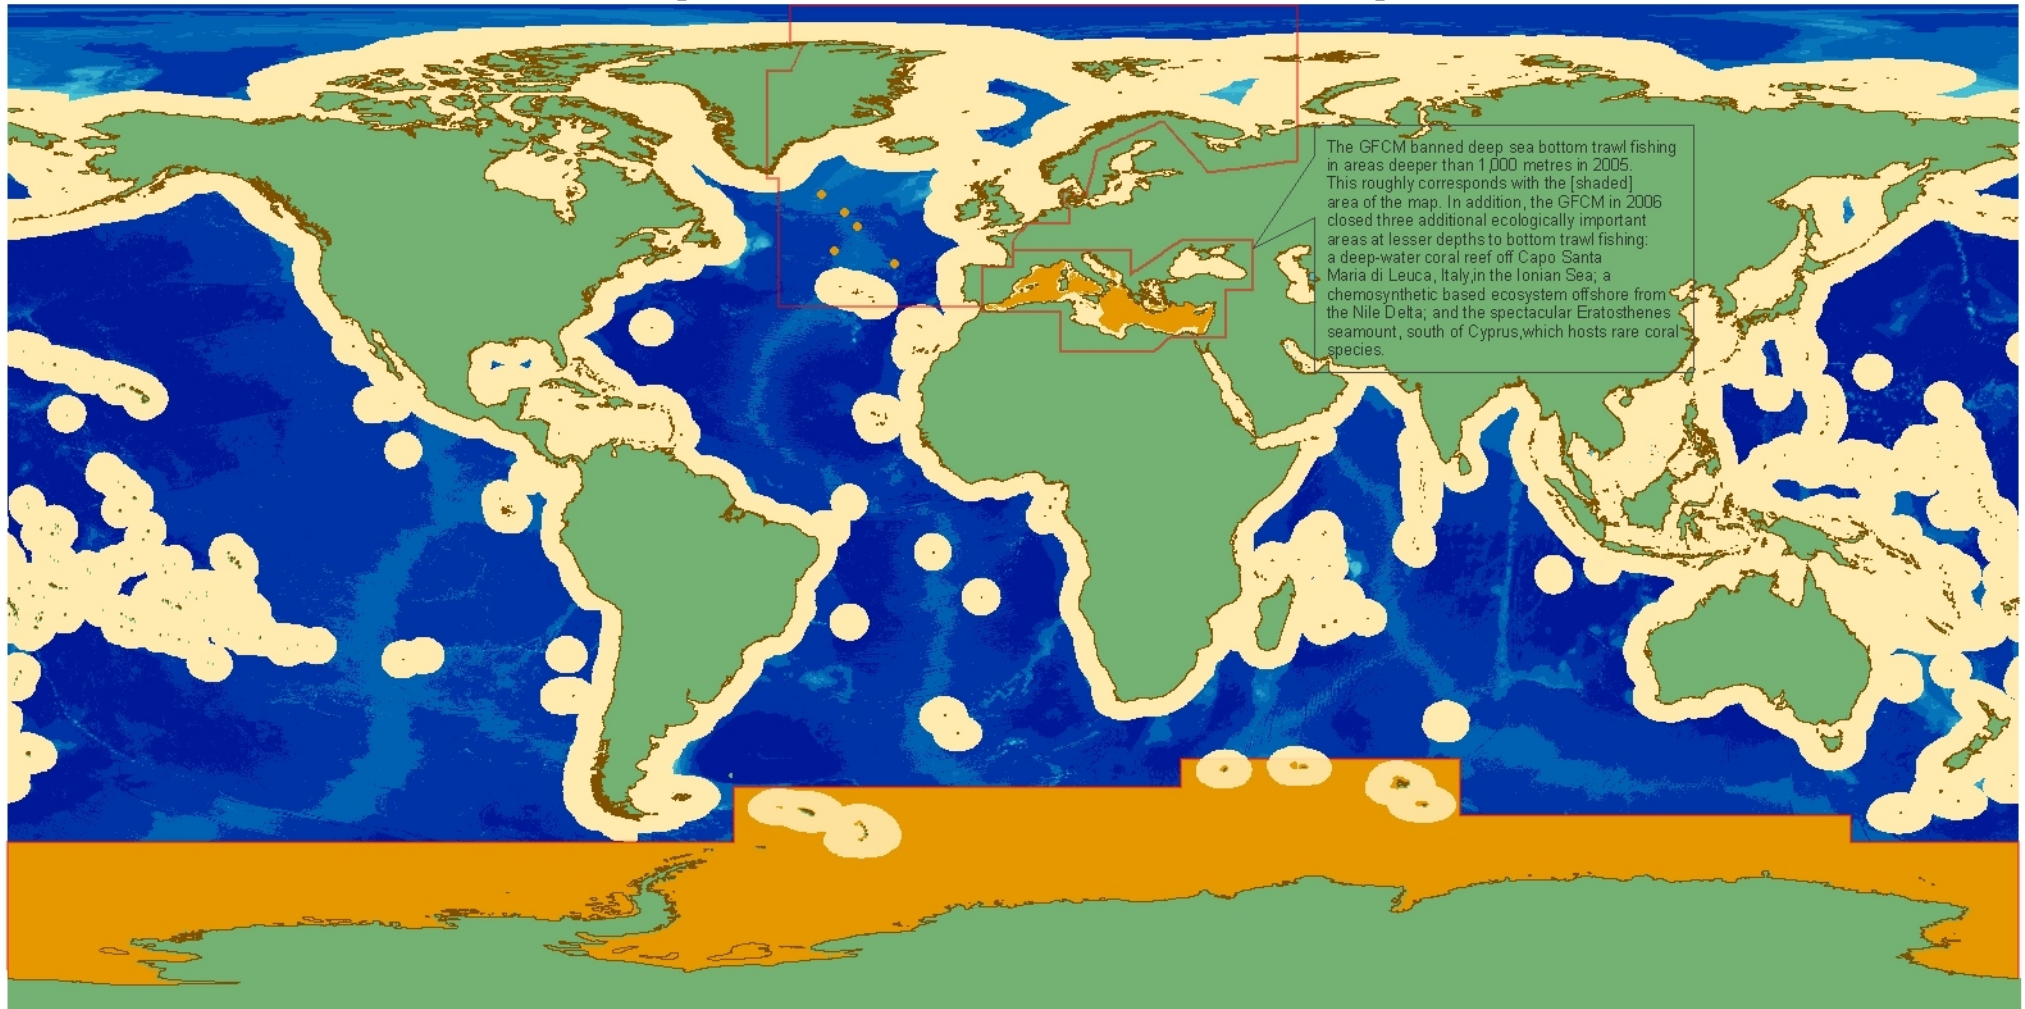 The GFCM banned deep sea bottom trawl fishing
in areas deeper than 1,000 metres in 2005.
This roughly corresponds with the [shaded]
area of the map. In addition, the GFCM in 2006
closed three additional ecologically important
areas at lesser depths to bottom trawl fishing:
a deep-water coral reef off Capo Santa
Maria di Leuca, Italy,in the Ionian Sea; a
chemosynthetic based ecosystem offshore from
the Nile Delta; and the spectacular Eratosthenes
seamount, south of Cyprus,which hosts rare coral
species.